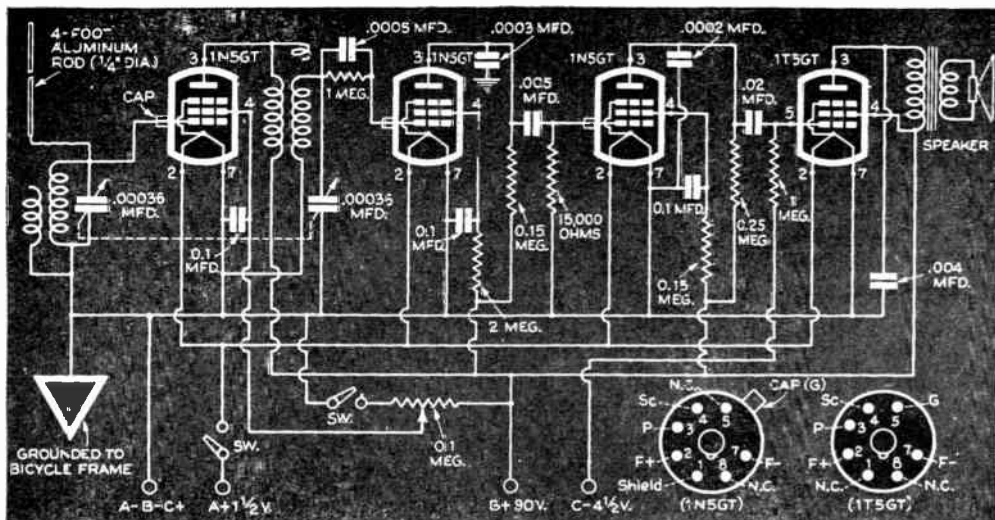 4-FOOT
ALUMINUM
ROD (1/4" DIA.)
CAP.
3
1N5GT
4
2
7
.00036
MFD.
0.1
MFD.
.0005 MFD.
1 MEG.
.00036
MFD.
3
1N5GT
4
2
7
.0003 MFD.
.005
MFD.
0.1
MFD.
0.15
MEG.
15,000
OHMS
2 MEG.
3
1N5GT
4
2
7
.0002 MFD.
.02
MFD.
0.1 MFD.
0.25
MEG.
0.15
MEG.
1T5GT
3
5
4
2
7
1
MEG.
.004
MFD.
SPEAKER
GROUNDED TO
BICYCLE FRAME
SW.
SW.
0.1
MEG.
A-B-C+
A+1 1/2V.
B+90V.
C-4 1/2V.
N.C.
CAP (G)
Sc
4
5
P
3
F+
2
7
F-
1
8
Shield
N.C.
(1N5GT)
Sc
4
5
G
P
3
F+
2
7
F-
1
8
N.C.
N.C.
(1T5GT)